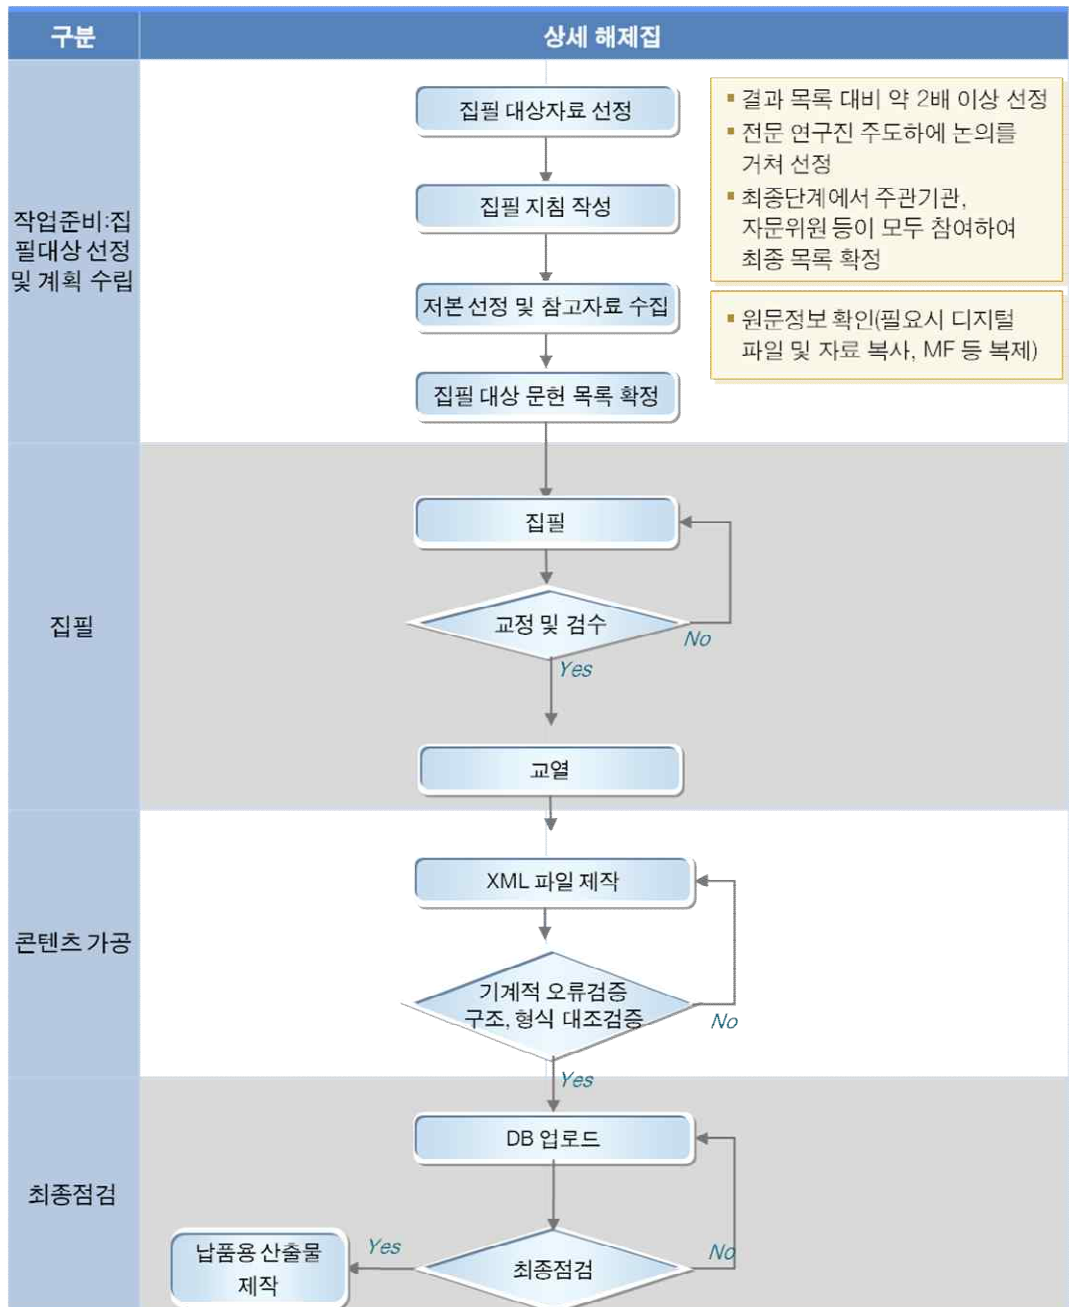 구분
상세 해제집
작업준비:집
필대상 선정
및 계획 수립
집필 대상자료 선정
집필 지침 작성
저본 선정 및 참고자료 수집
집필 대상 문헌 목록 확정
▪ 결과 목록 대비 약 2배 이상 선정
▪ 전문 연구진 주도하에 논의를
거쳐 선정
▪ 최종단계에서 주관기관,
자문위원 등이 모두 참여하여
최종 목록 확정
▪ 원문정보 확인(필요시 디지털
파일 및 자료 복사, MF 등 복제)
집필
집필
교정 및 검수
No
Yes
교열
콘텐츠 가공
XML 파일 제작
기계적 오류검증
구조, 형식 대조검증
No
Yes
최종점검
DB 업로드
최종점검
No
Yes
납품용 산출물
제작